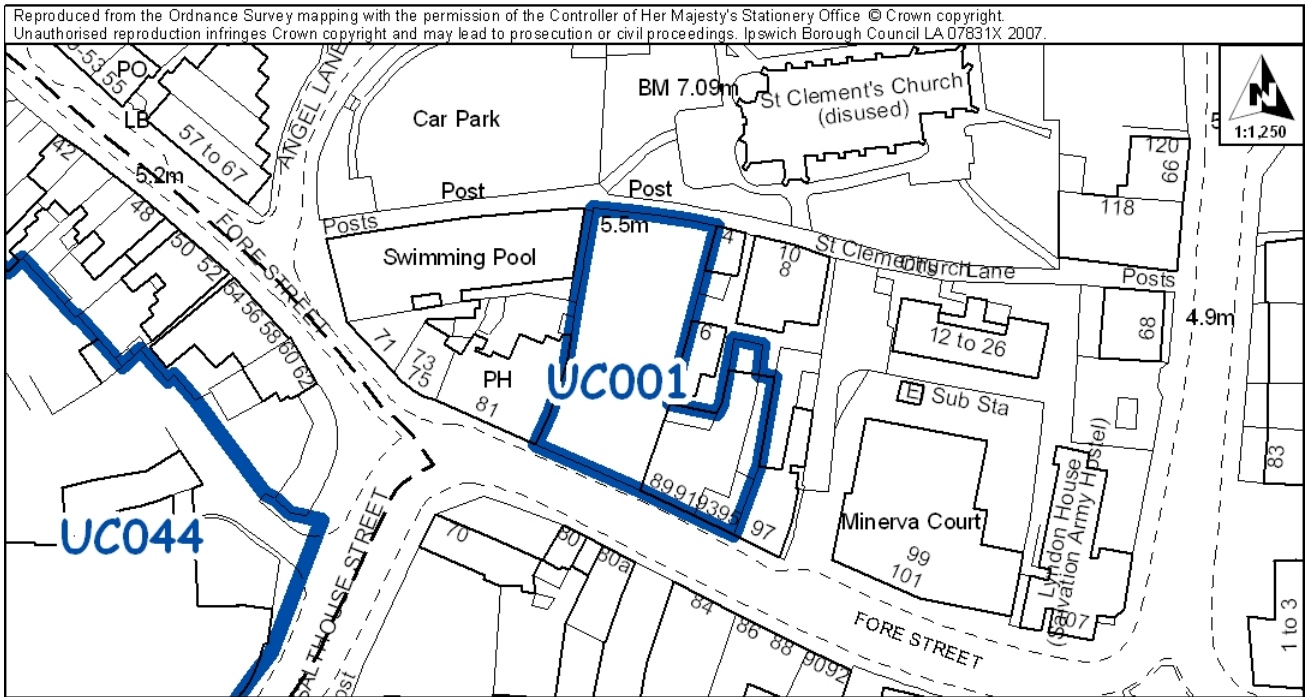 Reproduced from the Ordnance Survey mapping with the permission of the Controller of Her Majesty's Stationery Office © Crown copyright.
Unauthorised reproduction infringes Crown copyright and may lead to prosecution or civil proceedings. Ipswich Borough Council LA 07831X 2007.
N
1:1,250
53 55
PO
LB
57 to 67
ANGEL LANE
Car Park
BM 7.09m
St Clement's Church
(disused)
120
66
118
42
5.2m
48
50
52
54
56
58
60
62
FORE STREET
Post
Post
Posts
5.5m
Swimming Pool
4
10
8
St Clements Church Lane
Posts
68
4.9m
6
12 to 26
El Sub Sta
71
73
75
PH
81
UC001
89
91
93
95
97
Minerva Court
99
101
Lyndon House
(Salvation Army Hostel)
107
83
UC044
SALTHOUSE STREET
70
80
80a
84
86
88
90
92
FORE STREET
1 to 3